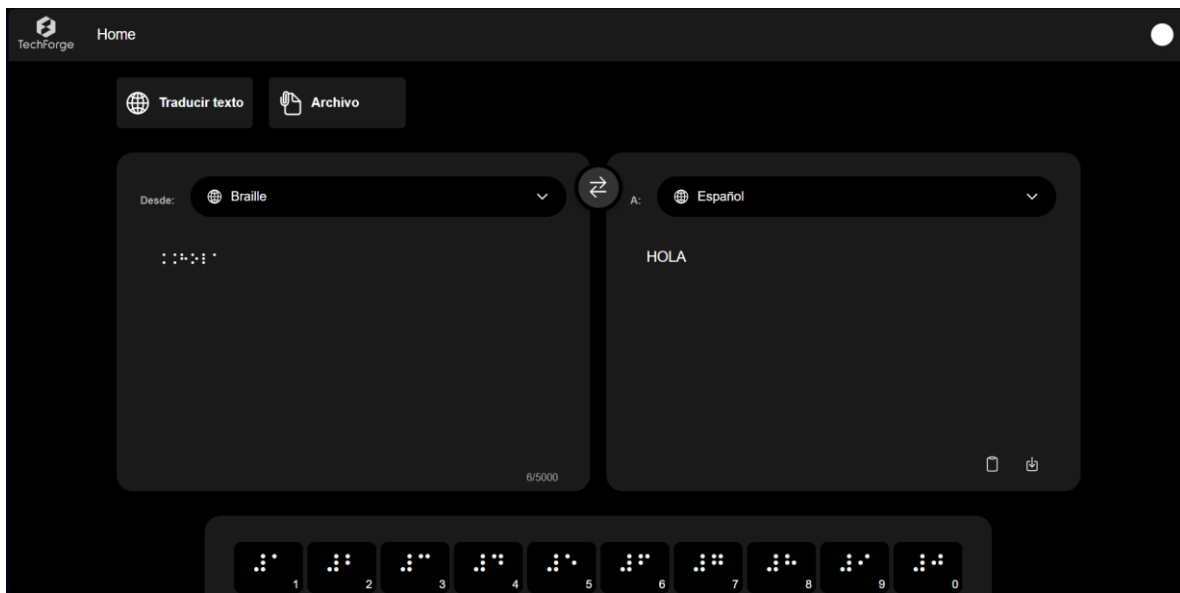 TechForge
Home
Traducir texto
Archivo
Desde:
Braille
A:
Español
⠨⠨⠓⠕⠇⠁
HOLA
6/5000
⠼⠁ ⠼⠃ ⠼⠉ ⠼⠙ ⠼⠑ ⠼⠋ ⠼⠛ ⠼⠓ ⠼⠊ ⠼⠚
1 2 3 4 5 6 7 8 9 0